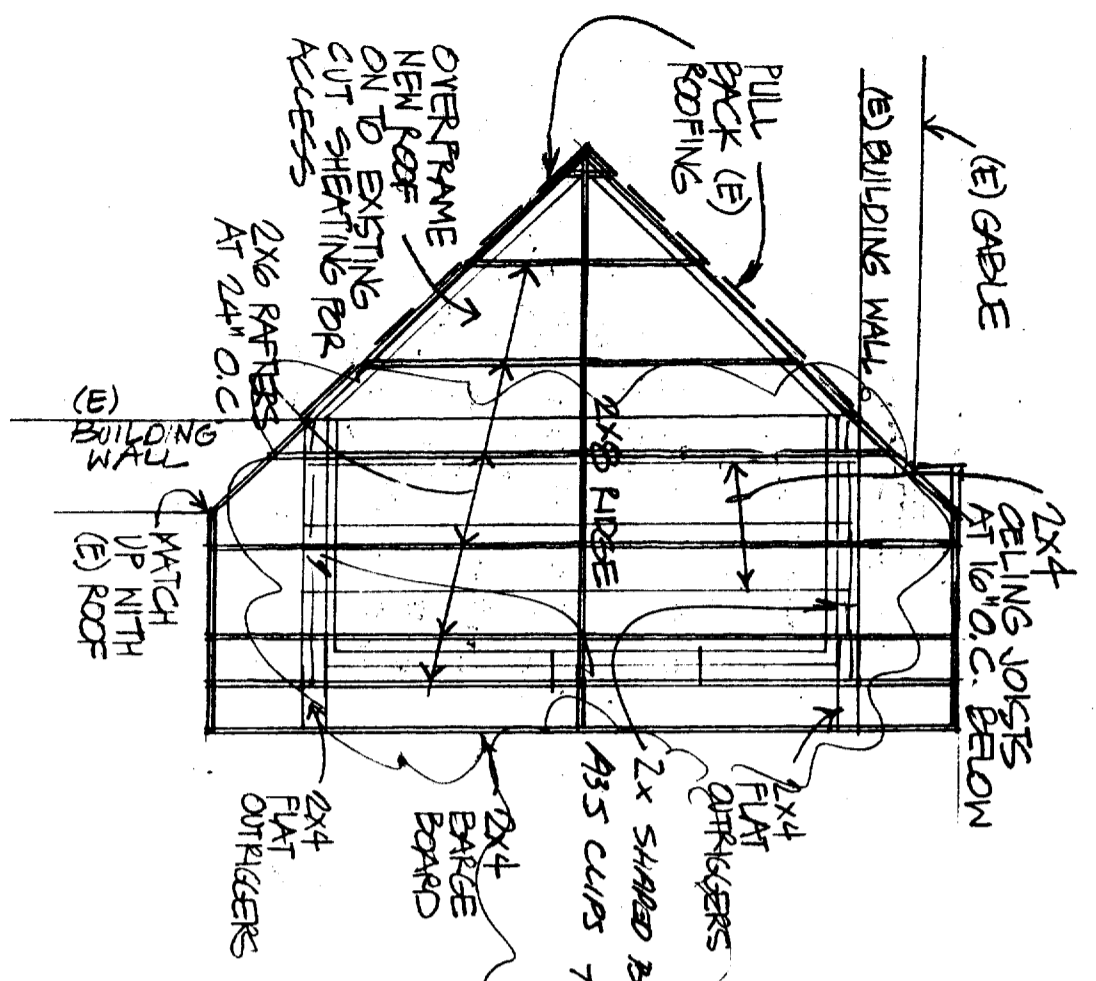 (E) GABLE
(E) BUILDING WALL
PULL
BACK (E)
ROOFING
OVERFRAME
NEW ROOF
ON TO EXISTING
CUT SHEATING FOR
ACCESS
2X6 RAFTERS
AT 24" O.C.
(E)
BUILDING
WALL
MATCH
UP WITH
(E) ROOF
2X8 RIDGE
2X4
CEILING JOISTS
AT 16" O.C. BELOW
2X4
FLAT
OUTRIGGERS
2X SHAPED
A35 CLIPS
2X4
BARGE
BOARD
2X4
FLAT
OUTRIGGERS